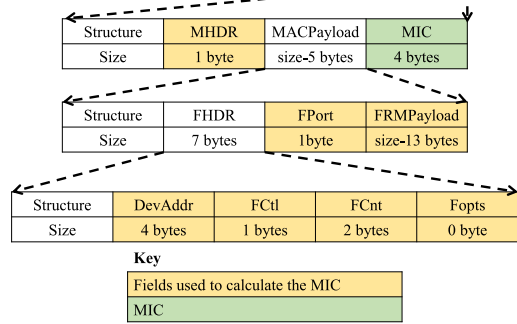 Structure MHDR MACPayload MIC
Size 1 byte size-5 bytes 4 bytes
Structure FHDR FPort FRMPayload
Size 7 bytes 1byte size-13 bytes
Structure DevAddr FCtl FCnt Fopts
Size 4 bytes 1 bytes 2 bytes 0 byte
Key
Fields used to calculate the MIC
MIC